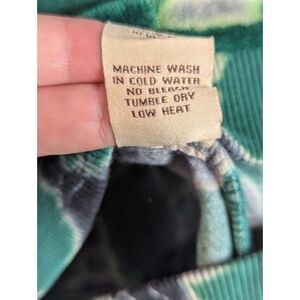 MACHINE WASH
IN COLD WATER
NO BLEACH
TUMBLE DRY
LOW HEAT